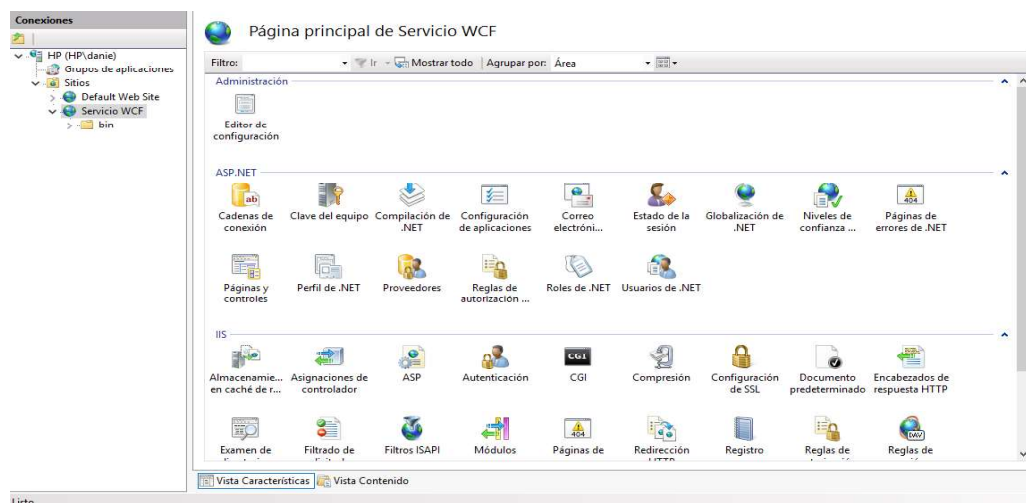 Conexiones
HP (HP\danie)
Grupos de aplicaciones
Sitios
Default Web Site
Servicio WCF
bin
Página principal de Servicio WCF
Filtro: Ir Mostrar todo Agrupar por: Área
Administración
Editor de configuración
ASP.NET
Cadenas de conexión
Clave del equipo
Compilación de .NET
Configuración de aplicaciones
Correo electróni...
Estado de la sesión
Globalización de .NET
Niveles de confianza ...
Páginas de errores de .NET
Páginas y controles
Perfil de .NET
Proveedores
Reglas de autorización ...
Roles de .NET
Usuarios de .NET
IIS
Almacenamie... en caché de r...
Asignaciones de controlador
ASP
Autenticación
CGI
Compresión
Configuración de SSL
Documento predeterminado
Encabezados de respuesta HTTP
Examen de
Filtrado de
Filtros ISAPI
Módulos
Páginas de
Redirección
Registro
Reglas de
Reglas de
Vista Características
Vista Contenido
Listo